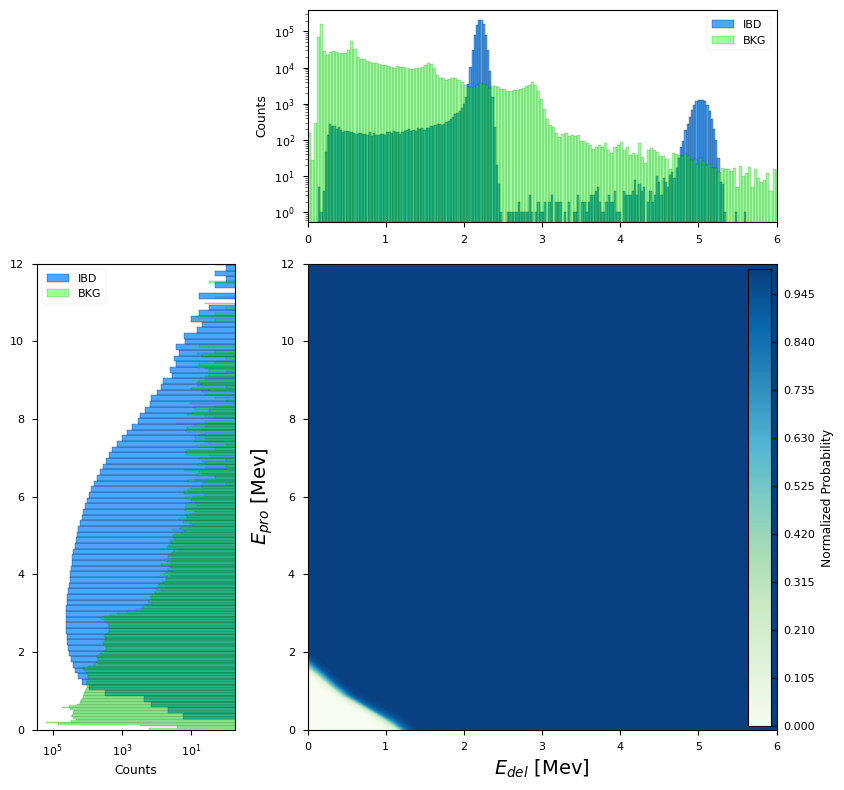 10⁵
10⁴
10³
10²
10¹
10⁰
Counts
IBD
BKG
0 1 2 3 4 5 6
IBD
BKG
12
10
8
6
4
2
0
10⁵ 10³ 10¹
Counts
E_pro [Mev]
12
10
8
6
4
2
0
0 1 2 3 4 5 6
E_del [Mev]
0.945
0.840
0.735
0.630
0.525
0.420
0.315
0.210
0.105
0.000
Normalized Probability